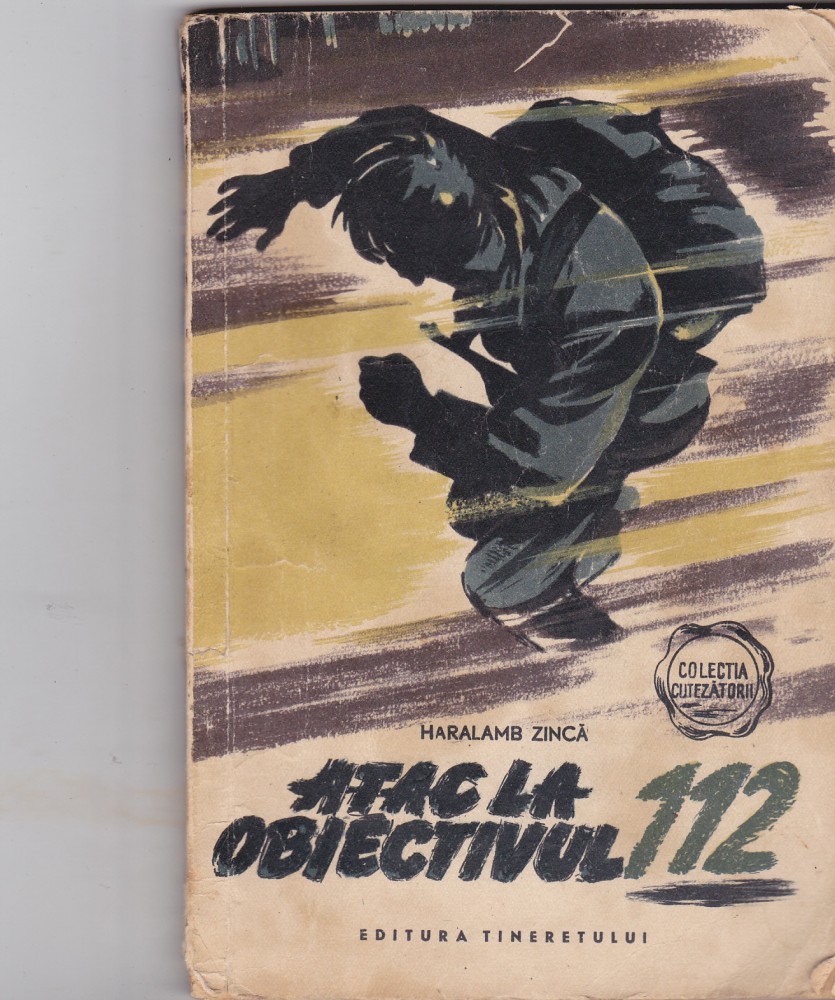 COLECTIA
CUTEZĂTORII
HARALAMB ZINCĂ
ATAC LA
OBIECTIVUL 112
EDITURA TINERETULUI